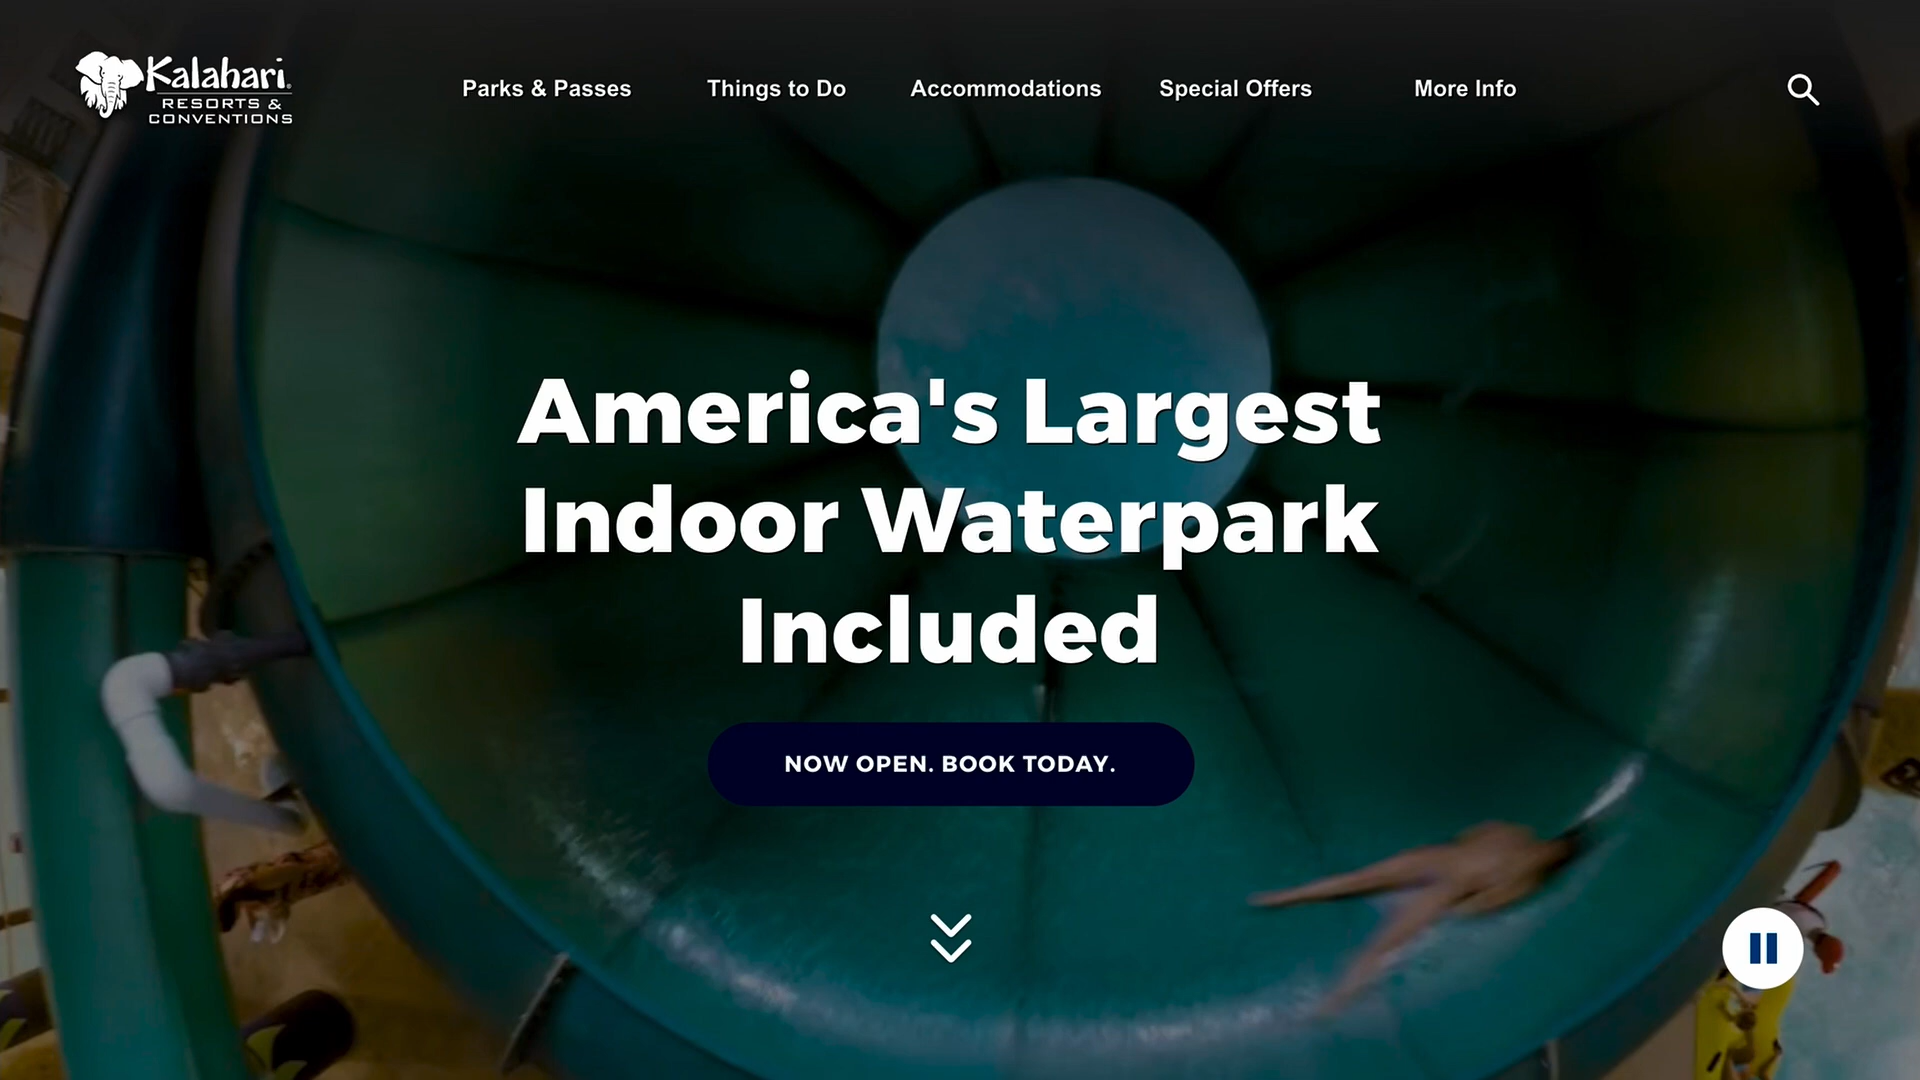 Kalahari®
RESORTS &
CONVENTIONS
Parks & Passes
Things to Do
Accommodations
Special Offers
More Info
America's Largest
Indoor Waterpark
Included
NOW OPEN. BOOK TODAY.